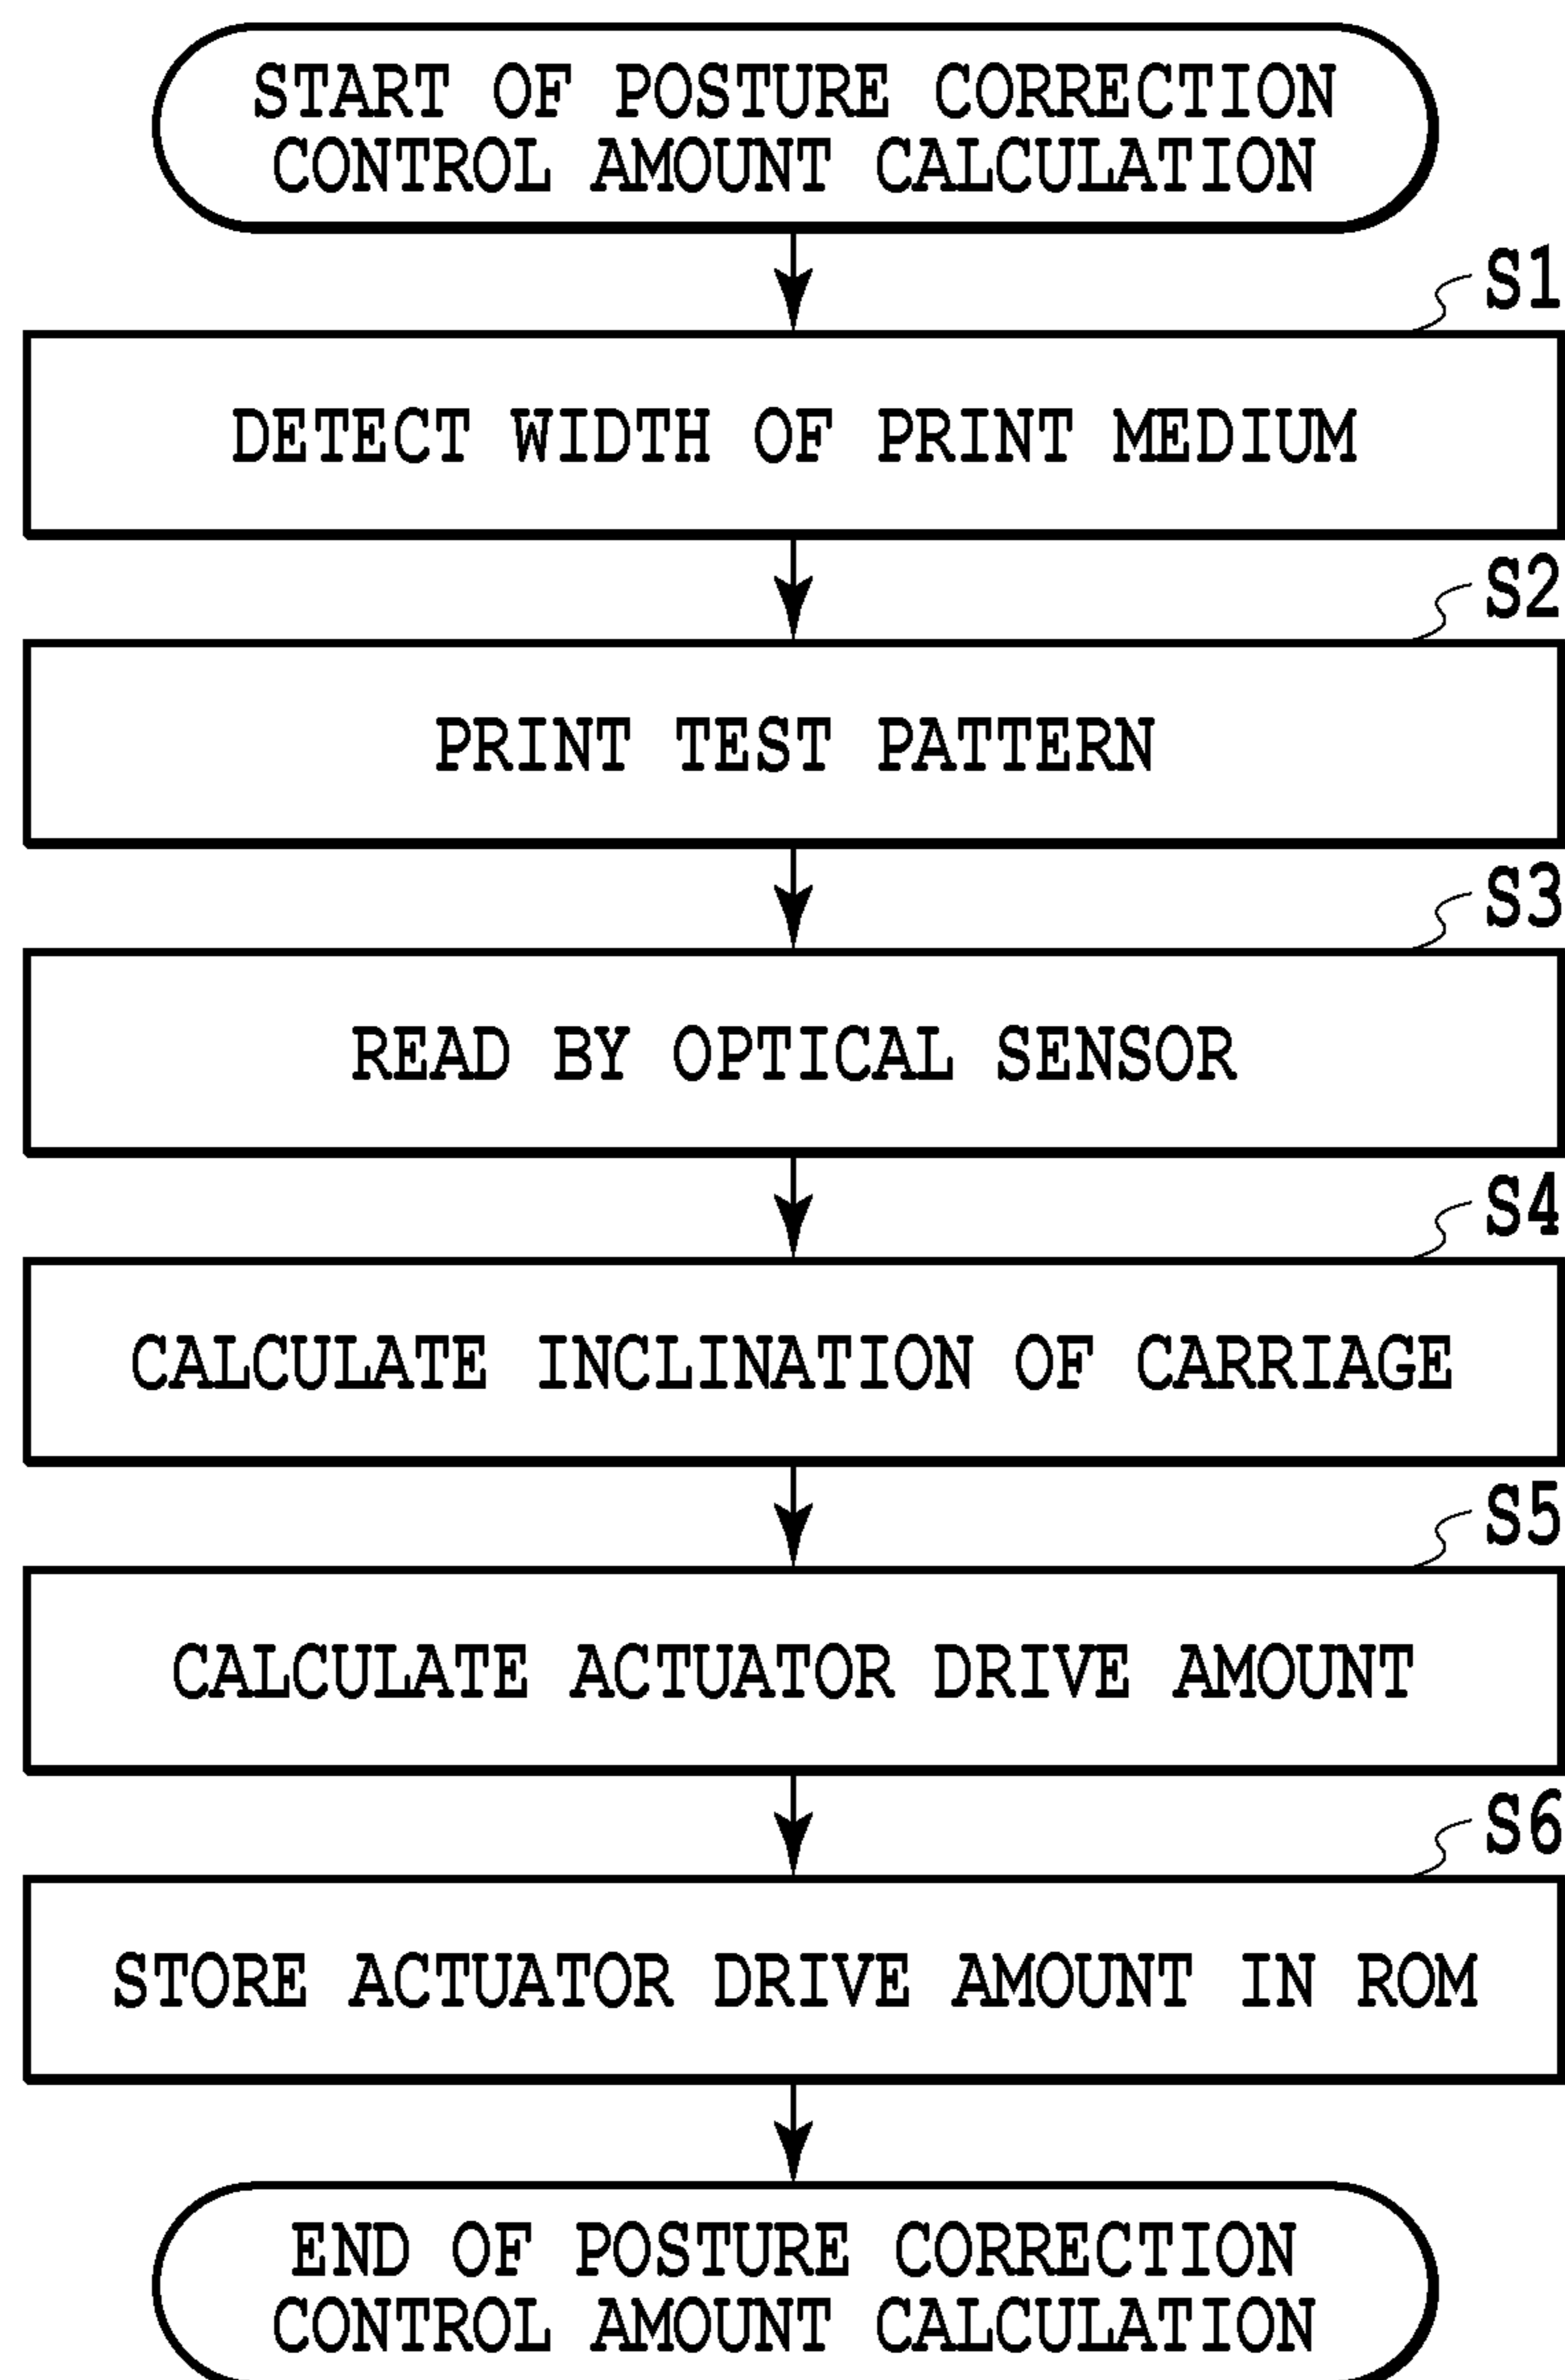 START OF POSTURE CORRECTION
CONTROL AMOUNT CALCULATION
S1
DETECT WIDTH OF PRINT MEDIUM
S2
PRINT TEST PATTERN
S3
READ BY OPTICAL SENSOR
S4
CALCULATE INCLINATION OF CARRIAGE
S5
CALCULATE ACTUATOR DRIVE AMOUNT
S6
STORE ACTUATOR DRIVE AMOUNT IN ROM
END OF POSTURE CORRECTION
CONTROL AMOUNT CALCULATION